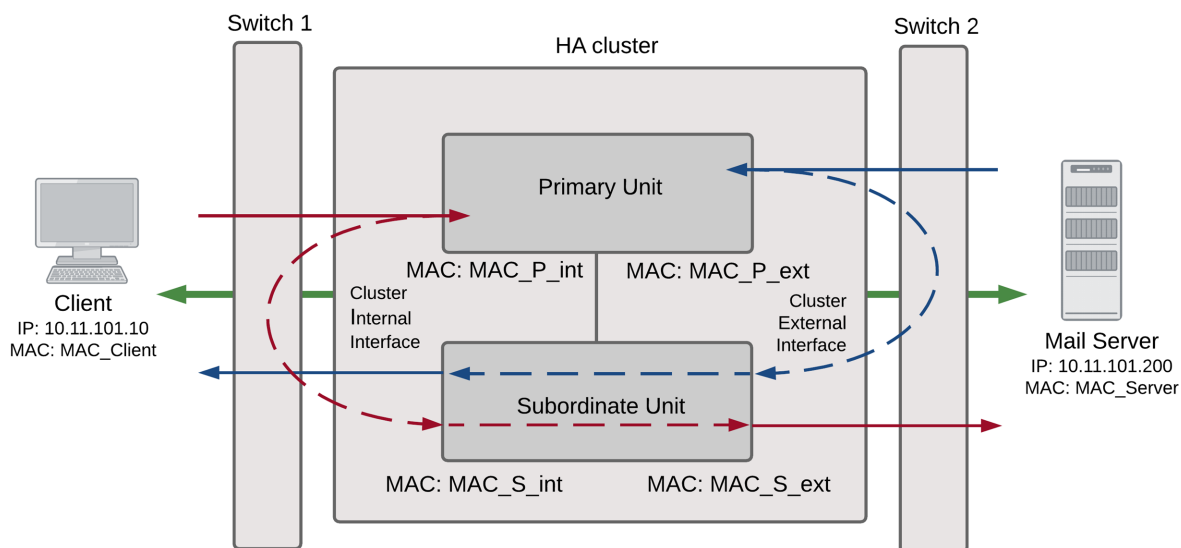 Switch 1
HA cluster
Switch 2
Primary Unit
MAC: MAC_P_int
MAC: MAC_P_ext
Client
IP: 10.11.101.10
MAC: MAC_Client
Cluster
Internal
Interface
Cluster
External
Interface
Mail Server
IP: 10.11.101.200
MAC: MAC_Server
Subordinate Unit
MAC: MAC_S_int
MAC: MAC_S_ext